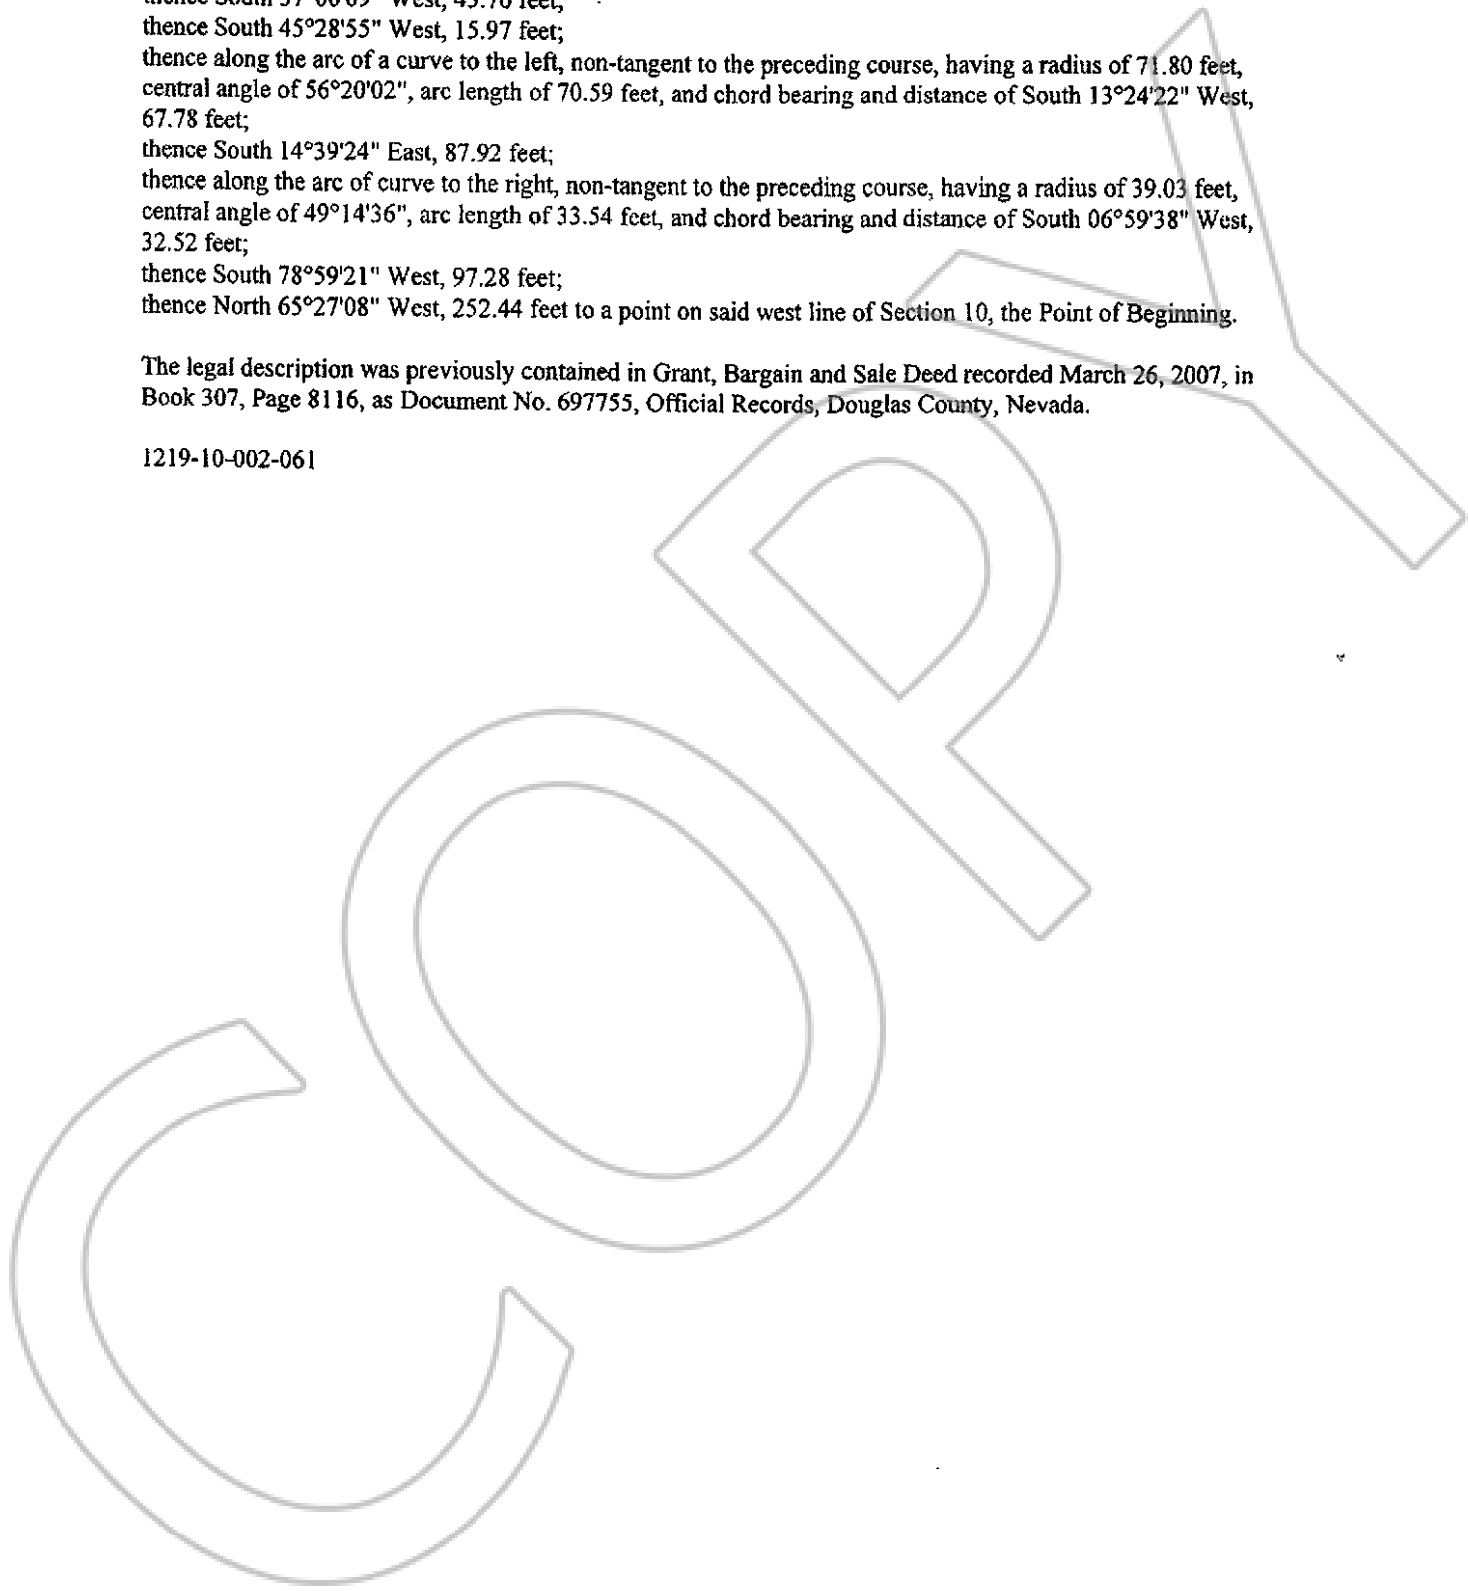 West, feet,
thence South 45°28'55" West, 15.97 feet;
thence along the arc of a curve to the left, non-tangent to the preceding course, having a radius of 71.80 feet,
central angle of 56°20'02", arc length of 70.59 feet, and chord bearing and distance of South 13°24'22" West,
67.78 feet;
thence South 14°39'24" East, 87.92 feet;
thence along the arc of curve to the right, non-tangent to the preceding course, having a radius of 39.03 feet,
central angle of 49°14'36", arc length of 33.54 feet, and chord bearing and distance of South 06°59'38" West,
32.52 feet;
thence South 78°59'21" West, 97.28 feet;
thence North 65°27'08" West, 252.44 feet to a point on said west line of Section 10, the Point of Beginning.
The legal description was previously contained in Grant, Bargain and Sale Deed recorded March 26, 2007, in
Book 307, Page 8116, as Document No. 697755, Official Records, Douglas County, Nevada.
1219-10-002-061
COPY